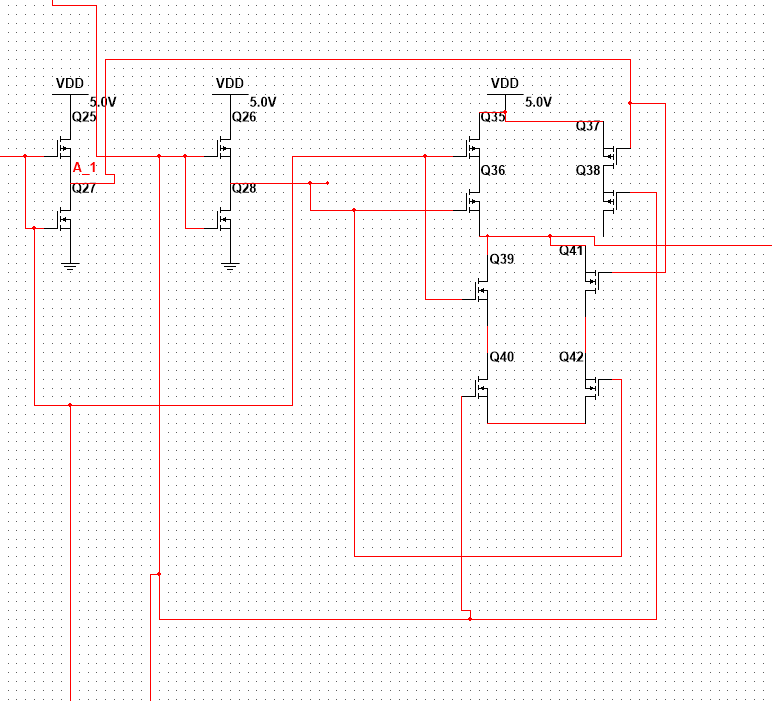 VDD
VDD
VDD
5.0V
5.0V
5.0V
Q25
Q26
Q35
Q37
A_1
Q36
Q38
Q27
Q28
Q39
Q41
Q40
Q42